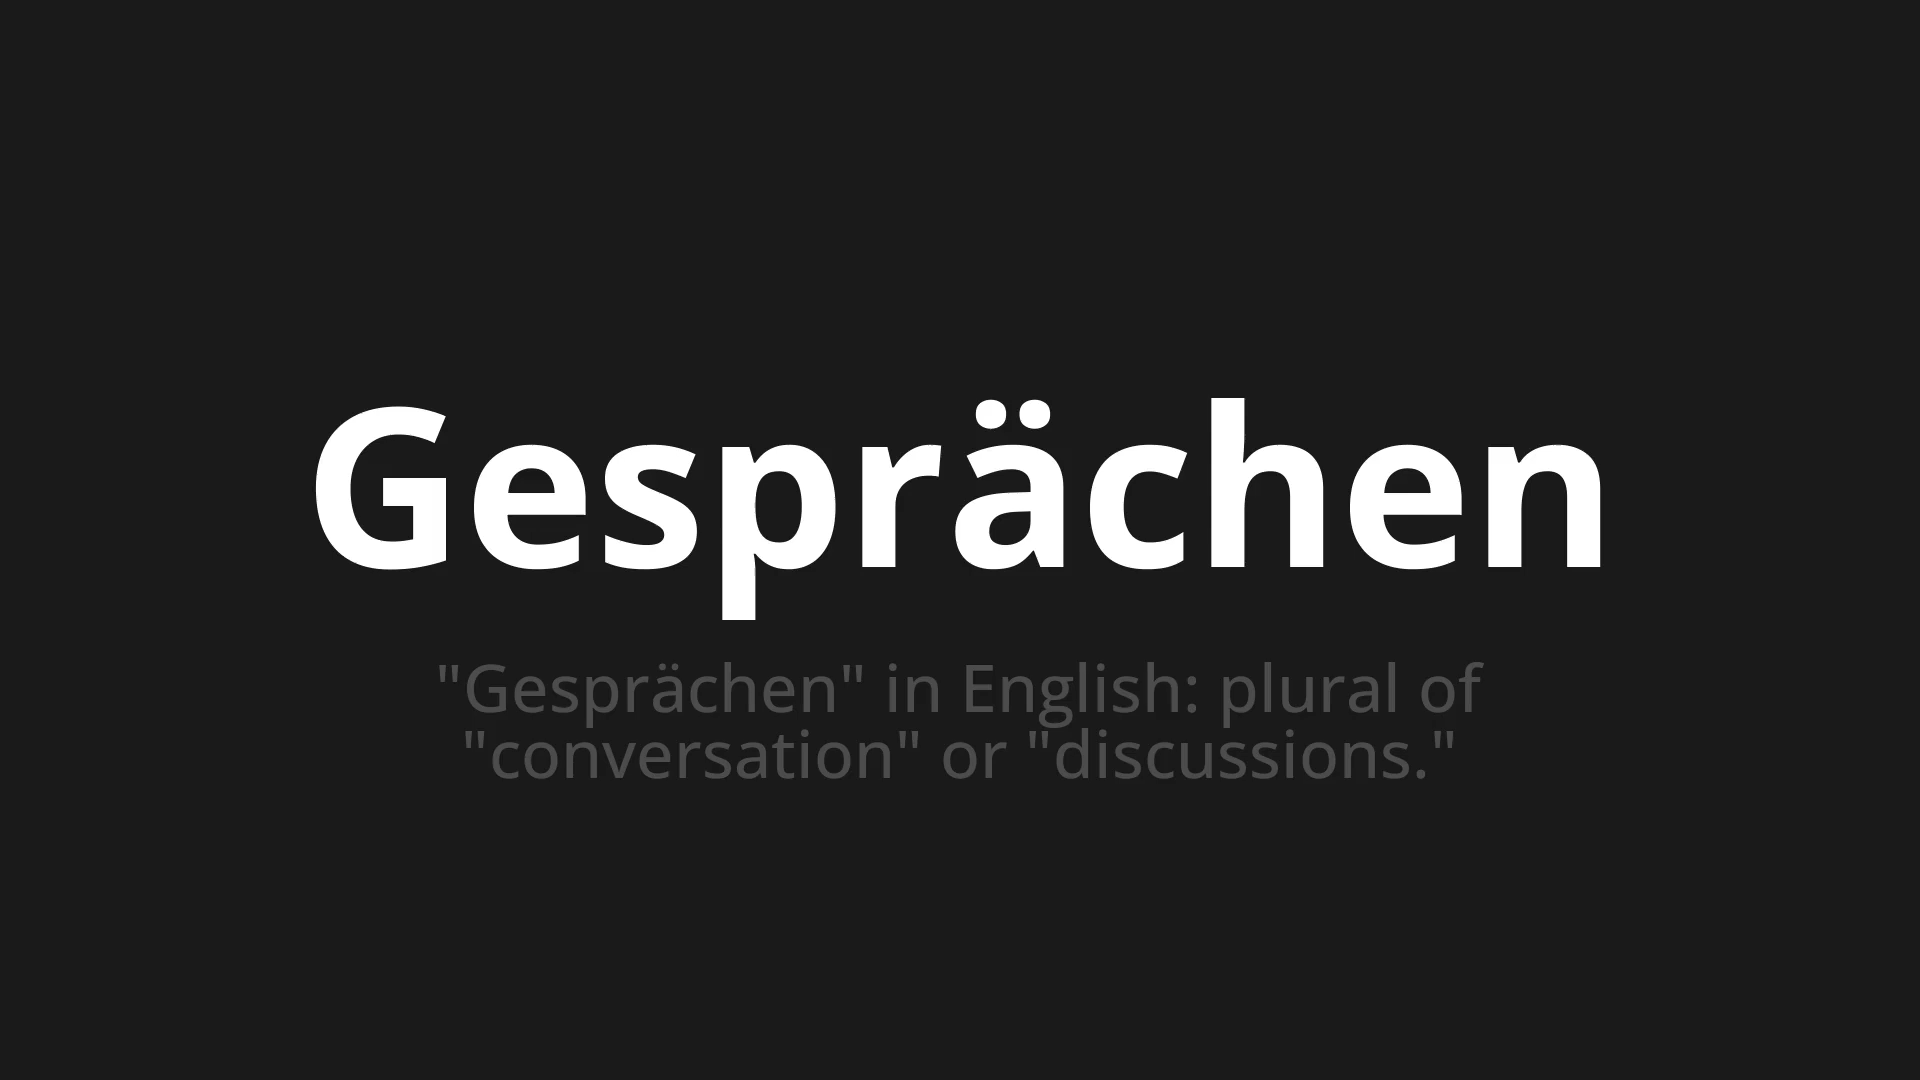 Gesprächen
"Gesprächen" in English: plural of
"conversation" or "discussions."